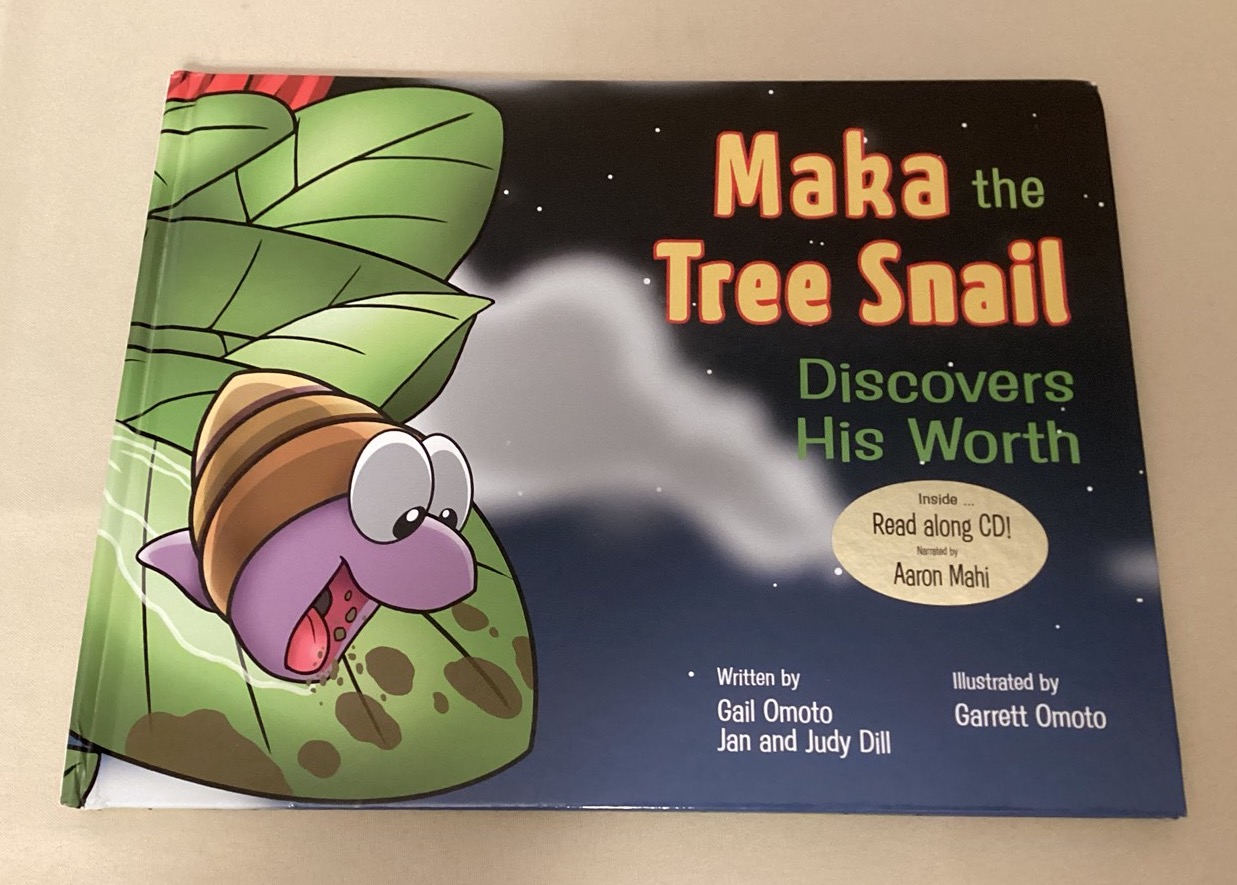 Maka the
Tree Snail
Discovers
His Worth
Inside ...
Read along CD!
Narrated by
Aaron Mahi
Written by
Gail Omoto
Jan and Judy Dill
Illustrated by
Garrett Omoto